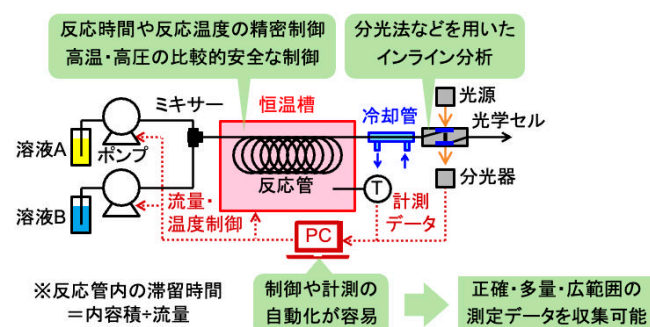 反応時間や反応温度の精密制御
高温・高圧の比較的安全な制御
分光法などを用いた
インライン分析
ミキサー
恒温槽
冷却管
光源
光学セル
溶液A
ポンプ
反応管
T
分光器
溶液B
流量・
温度制御
計測
データ
PC
※反応管内の滞留時間
=内容積÷流量
制御や計測の
自動化が容易
正確・多量・広範囲の
測定データを収集可能